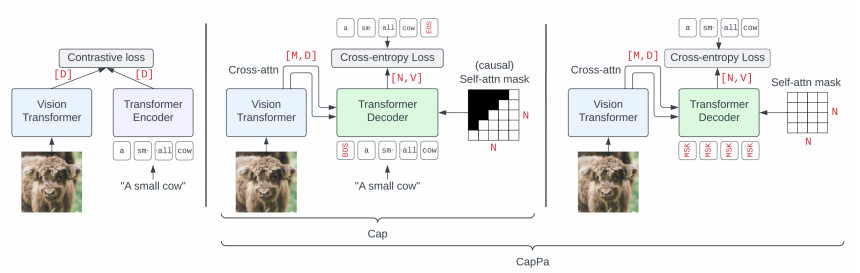 Contrastive loss
[D]
[D]
Vision
Transformer
Transformer
Encoder
a sm· ·all cow
"A small cow"
a sm· ·all cow EOS
Cross-entropy Loss
[M,D]
Cross-attn
[N,V]
(causal)
Self-attn mask
Vision
Transformer
Transformer
Decoder
N
N
BOS a sm· ·all cow
"A small cow"
Cap
a sm· ·all cow
Cross-entropy Loss
[M,D]
Cross-attn
[N,V]
Self-attn mask
Vision
Transformer
Transformer
Decoder
N
N
MSK MSK MSK MSK
CapPa